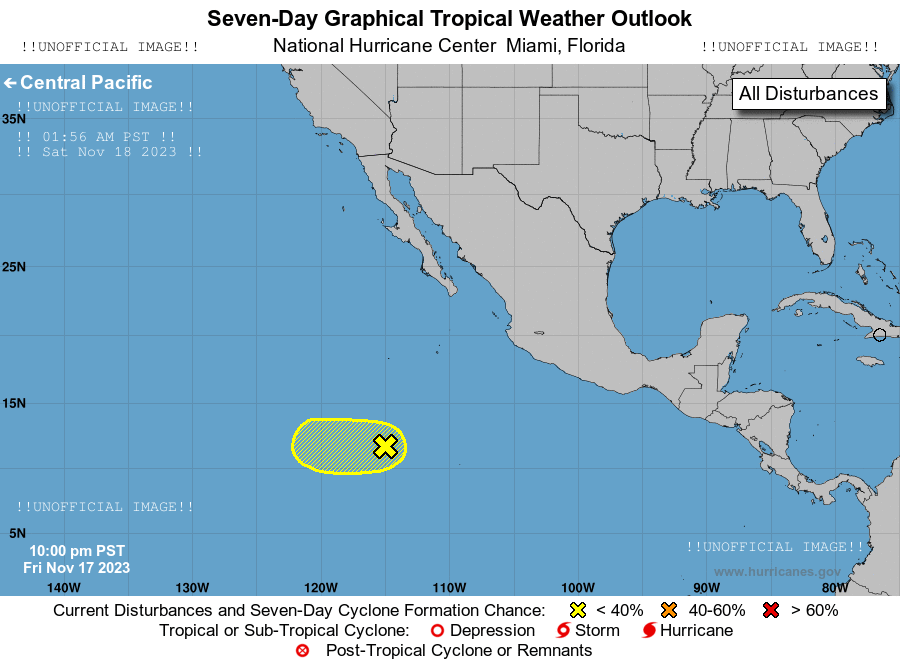 Seven-Day Graphical Tropical Weather Outlook
!!UNOFFICIAL IMAGE!! National Hurricane Center Miami, Florida !!UNOFFICIAL IMAGE!!
← Central Pacific
All Disturbances
!!UNOFFICIAL IMAGE!!
35N
!! 01:56 AM PST !!
!! Sat Nov 18 2023 !!
25N
15N
!!UNOFFICIAL IMAGE!!
5N
10:00 pm PST
Fri Nov 17 2023
!!UNOFFICIAL IMAGE!!
www.hurricanes.gov
140W 130W 120W 110W 100W 90W 80W
Current Disturbances and Seven-Day Cyclone Formation Chance: < 40% 40-60% > 60%
Tropical or Sub-Tropical Cyclone: Depression Storm Hurricane
Post-Tropical Cyclone or Remnants